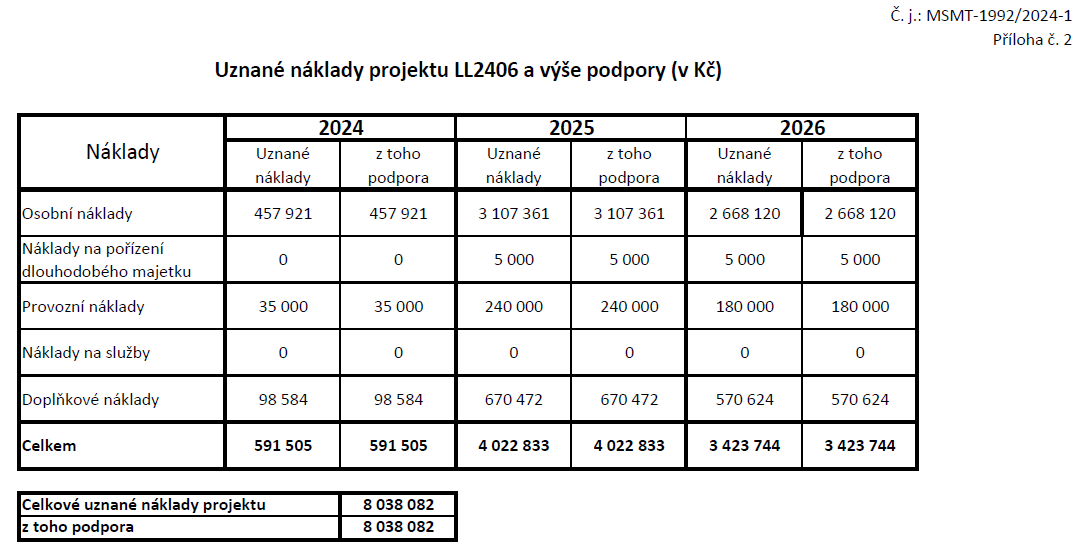 Č. j.: MSMT-1992/2024-1
Příloha č. 2
Uznané náklady projektu LL2406 a výše podpory (v Kč)
Náklady 2024 2025 2026
Uznané náklady z toho podpora Uznané náklady z toho podpora Uznané náklady z toho podpora
Osobní náklady 457 921 457 921 3 107 361 3 107 361 2 668 120 2 668 120
Náklady na pořízení
dlouhodobého majetku 0 0 5 000 5 000 5 000 5 000
Provozní náklady 35 000 35 000 240 000 240 000 180 000 180 000
Náklady na služby 0 0 0 0 0 0
Doplňkové náklady 98 584 98 584 670 472 670 472 570 624 570 624
Celkem 591 505 591 505 4 022 833 4 022 833 3 423 744 3 423 744
Celkové uznané náklady projektu 8 038 082
z toho podpora 8 038 082